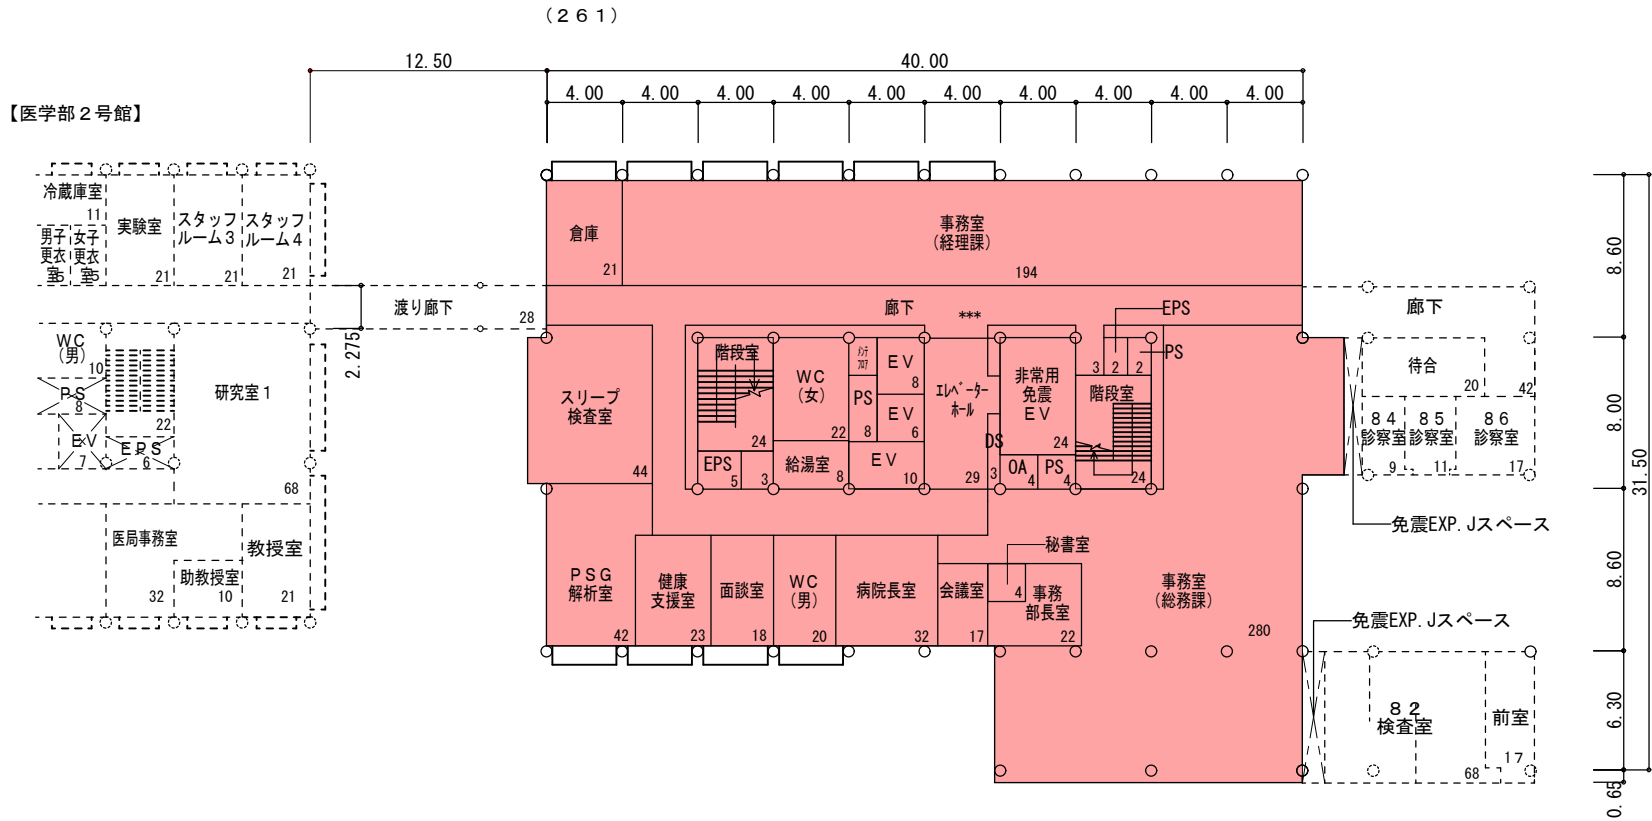 (261)
12.50
40.00
4.00 4.00 4.00 4.00 4.00 4.00 4.00 4.00 4.00 4.00
【医学部2号館】
冷蔵庫室
11
男子
更衣
室
5
女子
更衣
室
5
実験室
21
スタッフ
ルーム3
21
スタッフ
ルーム4
21
渡り廊下
28
2.275
WC
(男)
10
PS
8
EV
7
22
EPS
6
研究室1
68
医局事務室
32
助教授室
10
教授室
21
倉庫
21
事務室
(経理課)
194
廊下
***
EPS
PS
スリープ
検査室
44
階段室
24
EPS
5
3
WC
(女)
22
給湯室
8
PS
8
EV
8
EV
6
EV
10
エレベーター
ホール
29
DS
3
非常用
免震
EV
24
OA
4
PS
4
3
2
2
階段室
24
PSG
解析室
42
健康
支援室
23
面談室
18
WC
(男)
20
病院長室
32
会議室
17
秘書室
4
事務
部長室
22
事務室
(総務課)
280
廊下
42
待合
20
84
診察室
9
85
診察室
11
86
診察室
17
免震EXP.Jスペース
免震EXP.Jスペース
82
検査室
68
前室
17
8.60
8.00
8.60
6.30
0.65
31.50